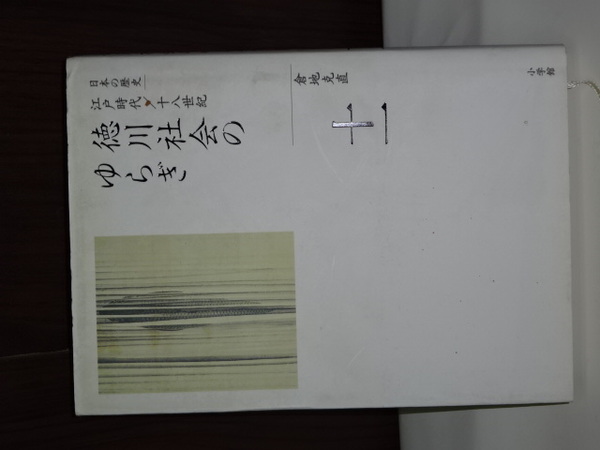 日本の歴史
江戸時代/十八世紀
徳川社会の
ゆらぎ
倉地克直
十一
小学館